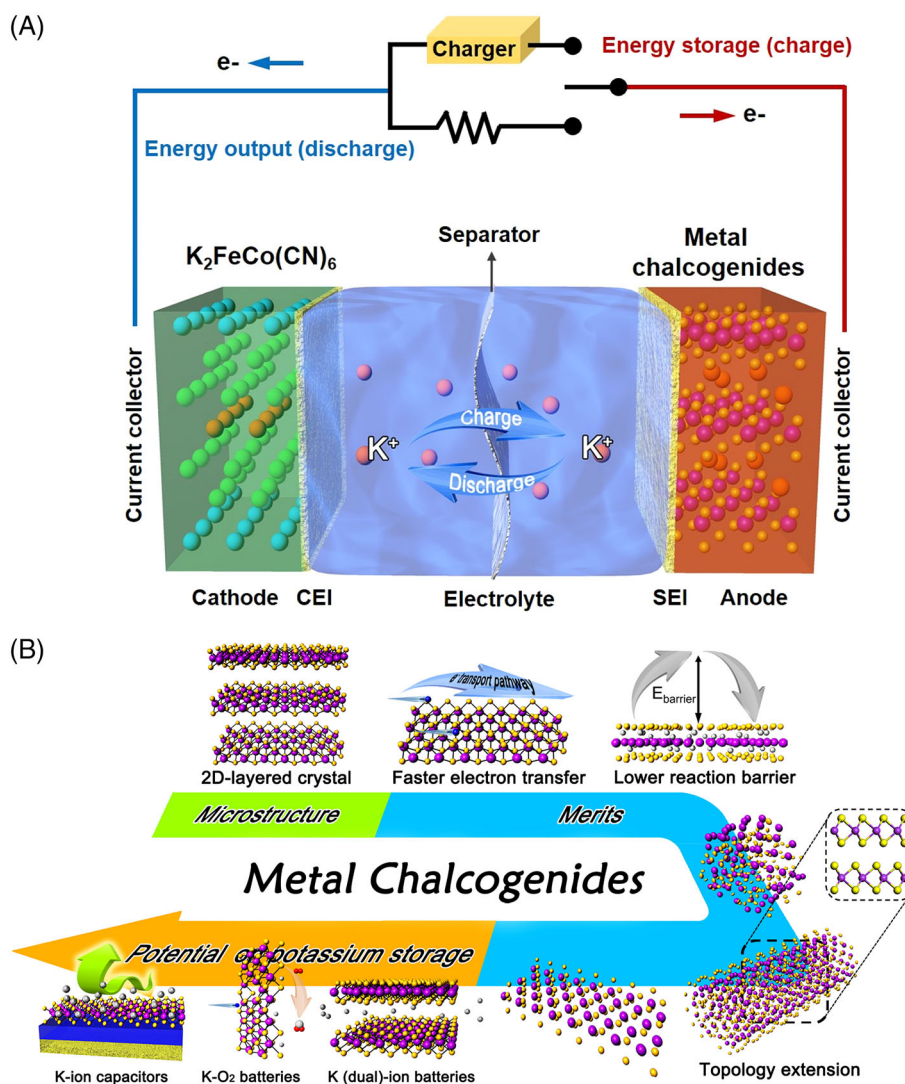 (A)
Charger
Energy storage (charge)
e-
e-
Energy output (discharge)
Separator
K2FeCo(CN)6
Metal
chalcogenides
Current collector
Current collector
Charge
K+
K+
Discharge
Cathode CEI Electrolyte SEI Anode
(B)
e- transport pathway
Ebarrier
2D-layered crystal
Faster electron transfer
Lower reaction barrier
Microstructure
Merits
Metal Chalcogenides
Potential potassium storage
K-ion capacitors
K-O2 batteries
K (dual)-ion batteries
Topology extension